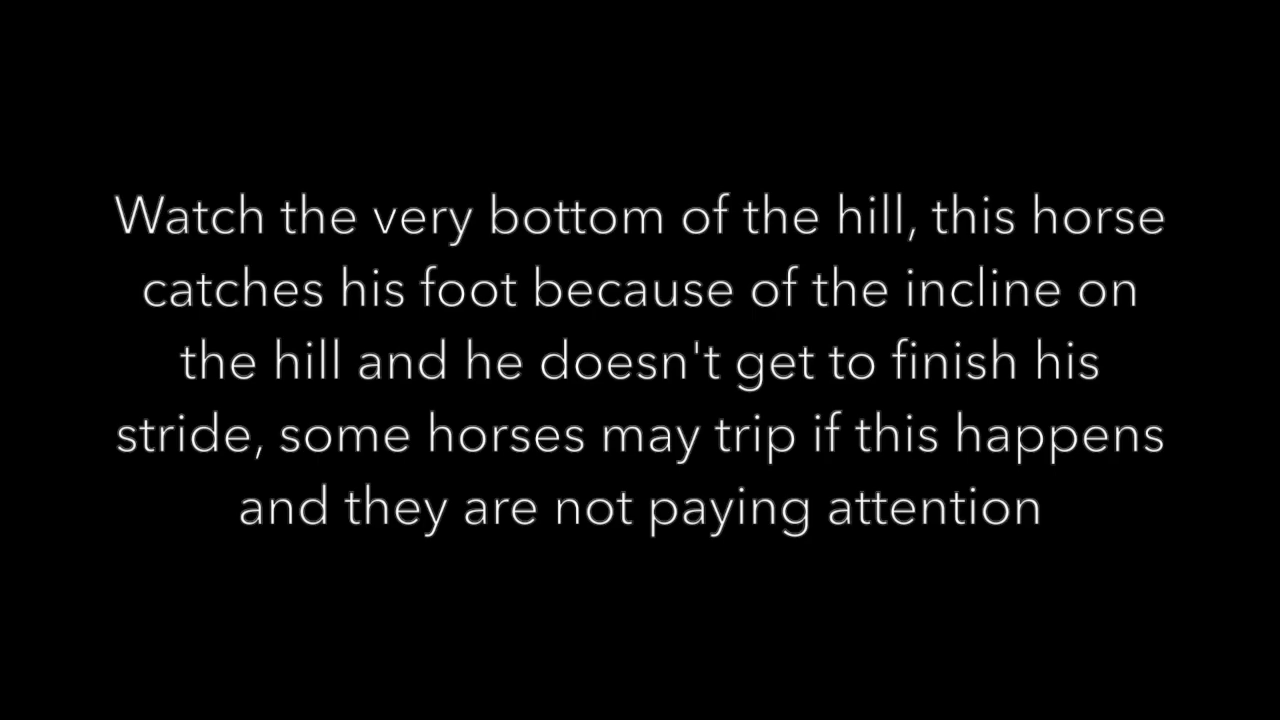 Watch the very bottom of the hill, this horse
catches his foot because of the incline on
the hill and he doesn't get to finish his
stride, some horses may trip if this happens
and they are not paying attention